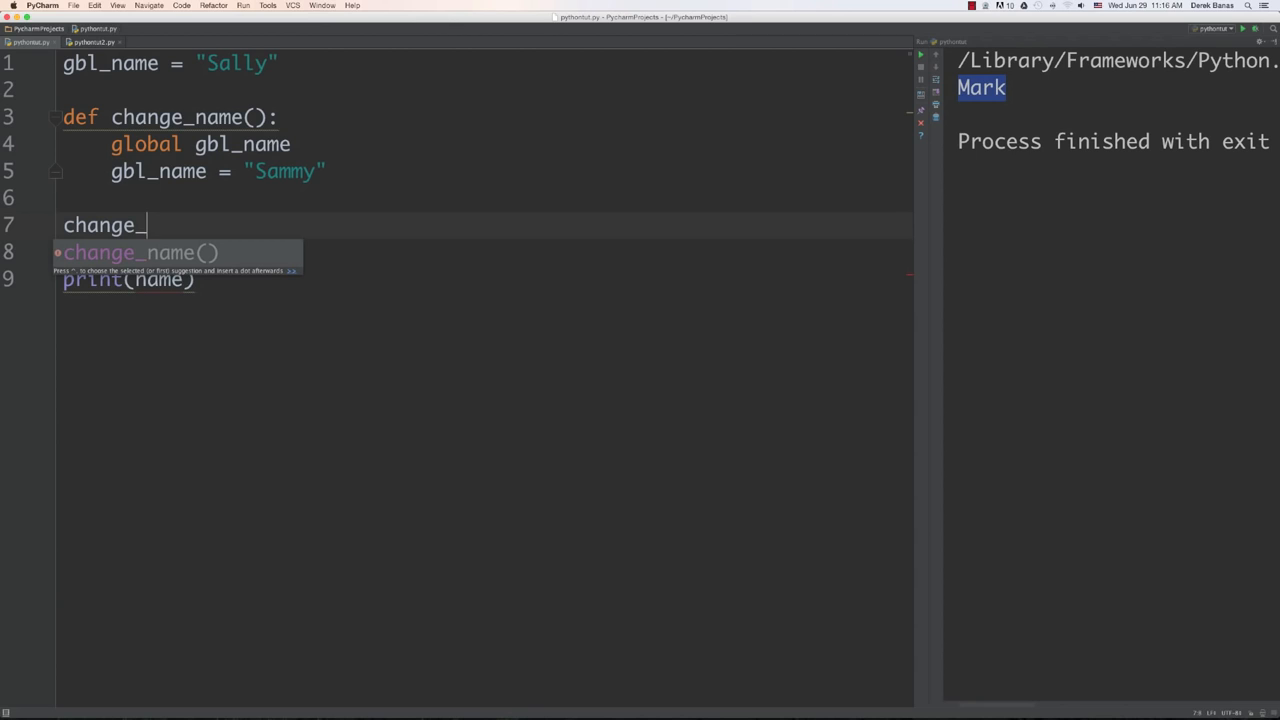 PyCharm File Edit View Navigate Code Refactor Run Tools VCS Window Help 10 Wed Jun 29 11:16 AM Derek Banas
pythontut.py - PycharmProjects - [~/PycharmProjects]
PycharmProjects pythontut.py pythontut
pythontut.py pythontut2.py Run pythontut
1 gbl_name = "Sally"
2
3 def change_name():
4 global gbl_name
5 gbl_name = "Sammy"
6
7 change_
8 change_name()
Press ^. to choose the selected (or first) suggestion and insert a dot afterwards >>
9 print(name)
/Library/Frameworks/Python.
Mark
Process finished with exit
7:8 LF÷ UTF-8÷